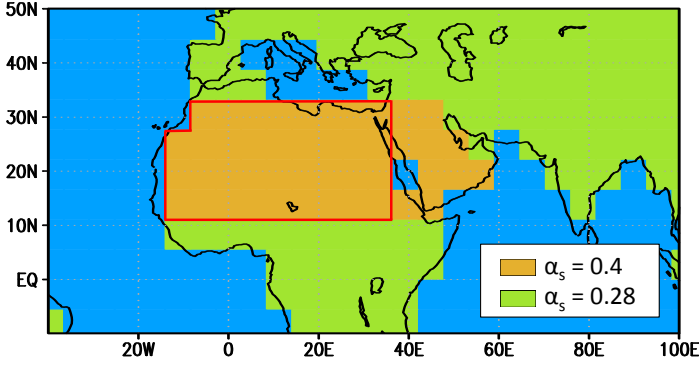 50N
40N
30N
20N
10N
EQ
αs = 0.4
αs = 0.28
20W 0 20E 40E 60E 80E 100E